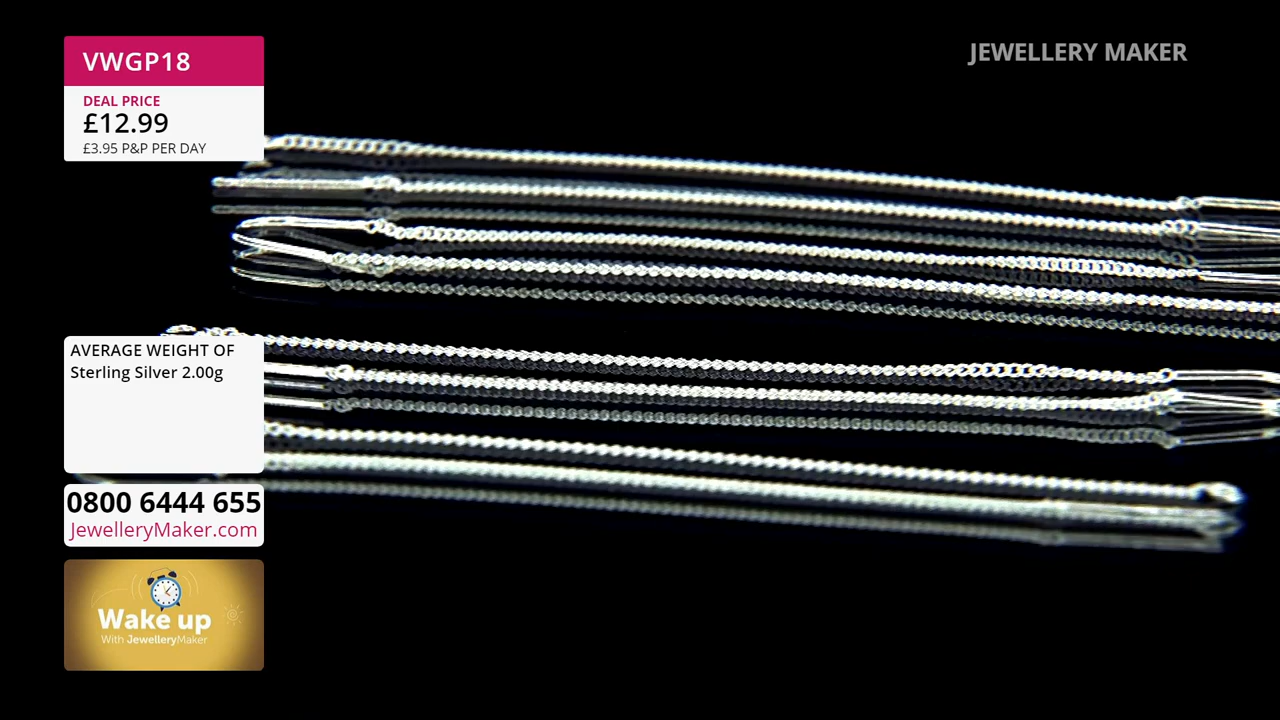 VWGP18
DEAL PRICE
£12.99
£3.95 P&P PER DAY
JEWELLERY MAKER
AVERAGE WEIGHT OF
Sterling Silver 2.00g
0800 6444 655
JewelleryMaker.com
Wake up
With JewelleryMaker